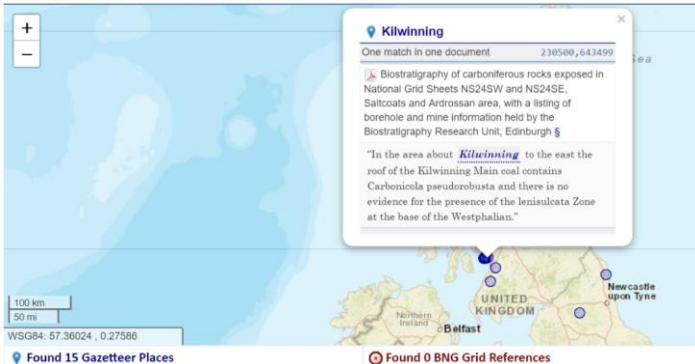 +
−
×
Kilwinning
One match in one document 230500,643499
Biostratigraphy of carboniferous rocks exposed in
National Grid Sheets NS24SW and NS24SE,
Saltcoats and Ardrossan area, with a listing of
borehole and mine information held by the
Biostratigraphy Research Unit, Edinburgh §
“In the area about Kilwinning to the east the
roof of the Kilwinning Main coal contains
Carbonicola pseudorobusta and there is no
evidence for the presence of the lenisulcata Zone
at the base of the Westphalian.”
Sea
Newcastle
upon Tyne
UNITED
KINGDOM
Northern
Ireland
Belfast
100 km
50 mi
WSG84: 57.36024 , 0.27586
Found 15 Gazetteer Places
Found 0 BNG Grid References